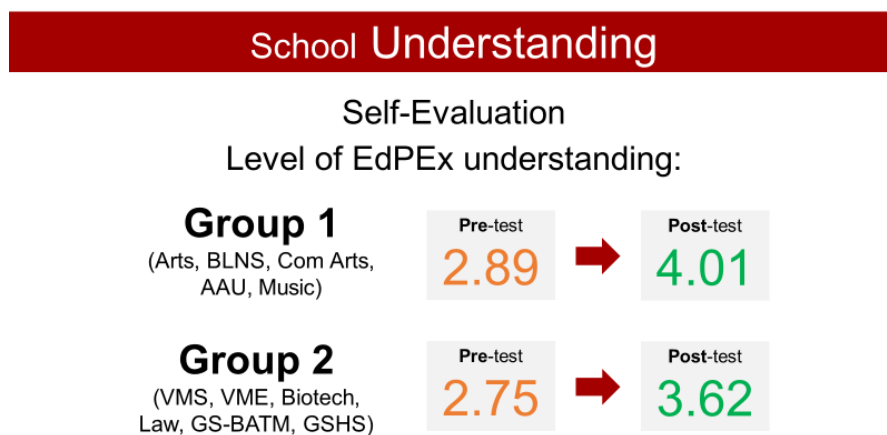 School Understanding
Self-Evaluation
Level of EdPEx understanding:
Group 1
(Arts, BLNS, Com Arts,
AAU, Music)
Pre-test
2.89
Post-test
4.01
Group 2
(VMS, VME, Biotech,
Law, GS-BATM, GSHS)
Pre-test
2.75
Post-test
3.62